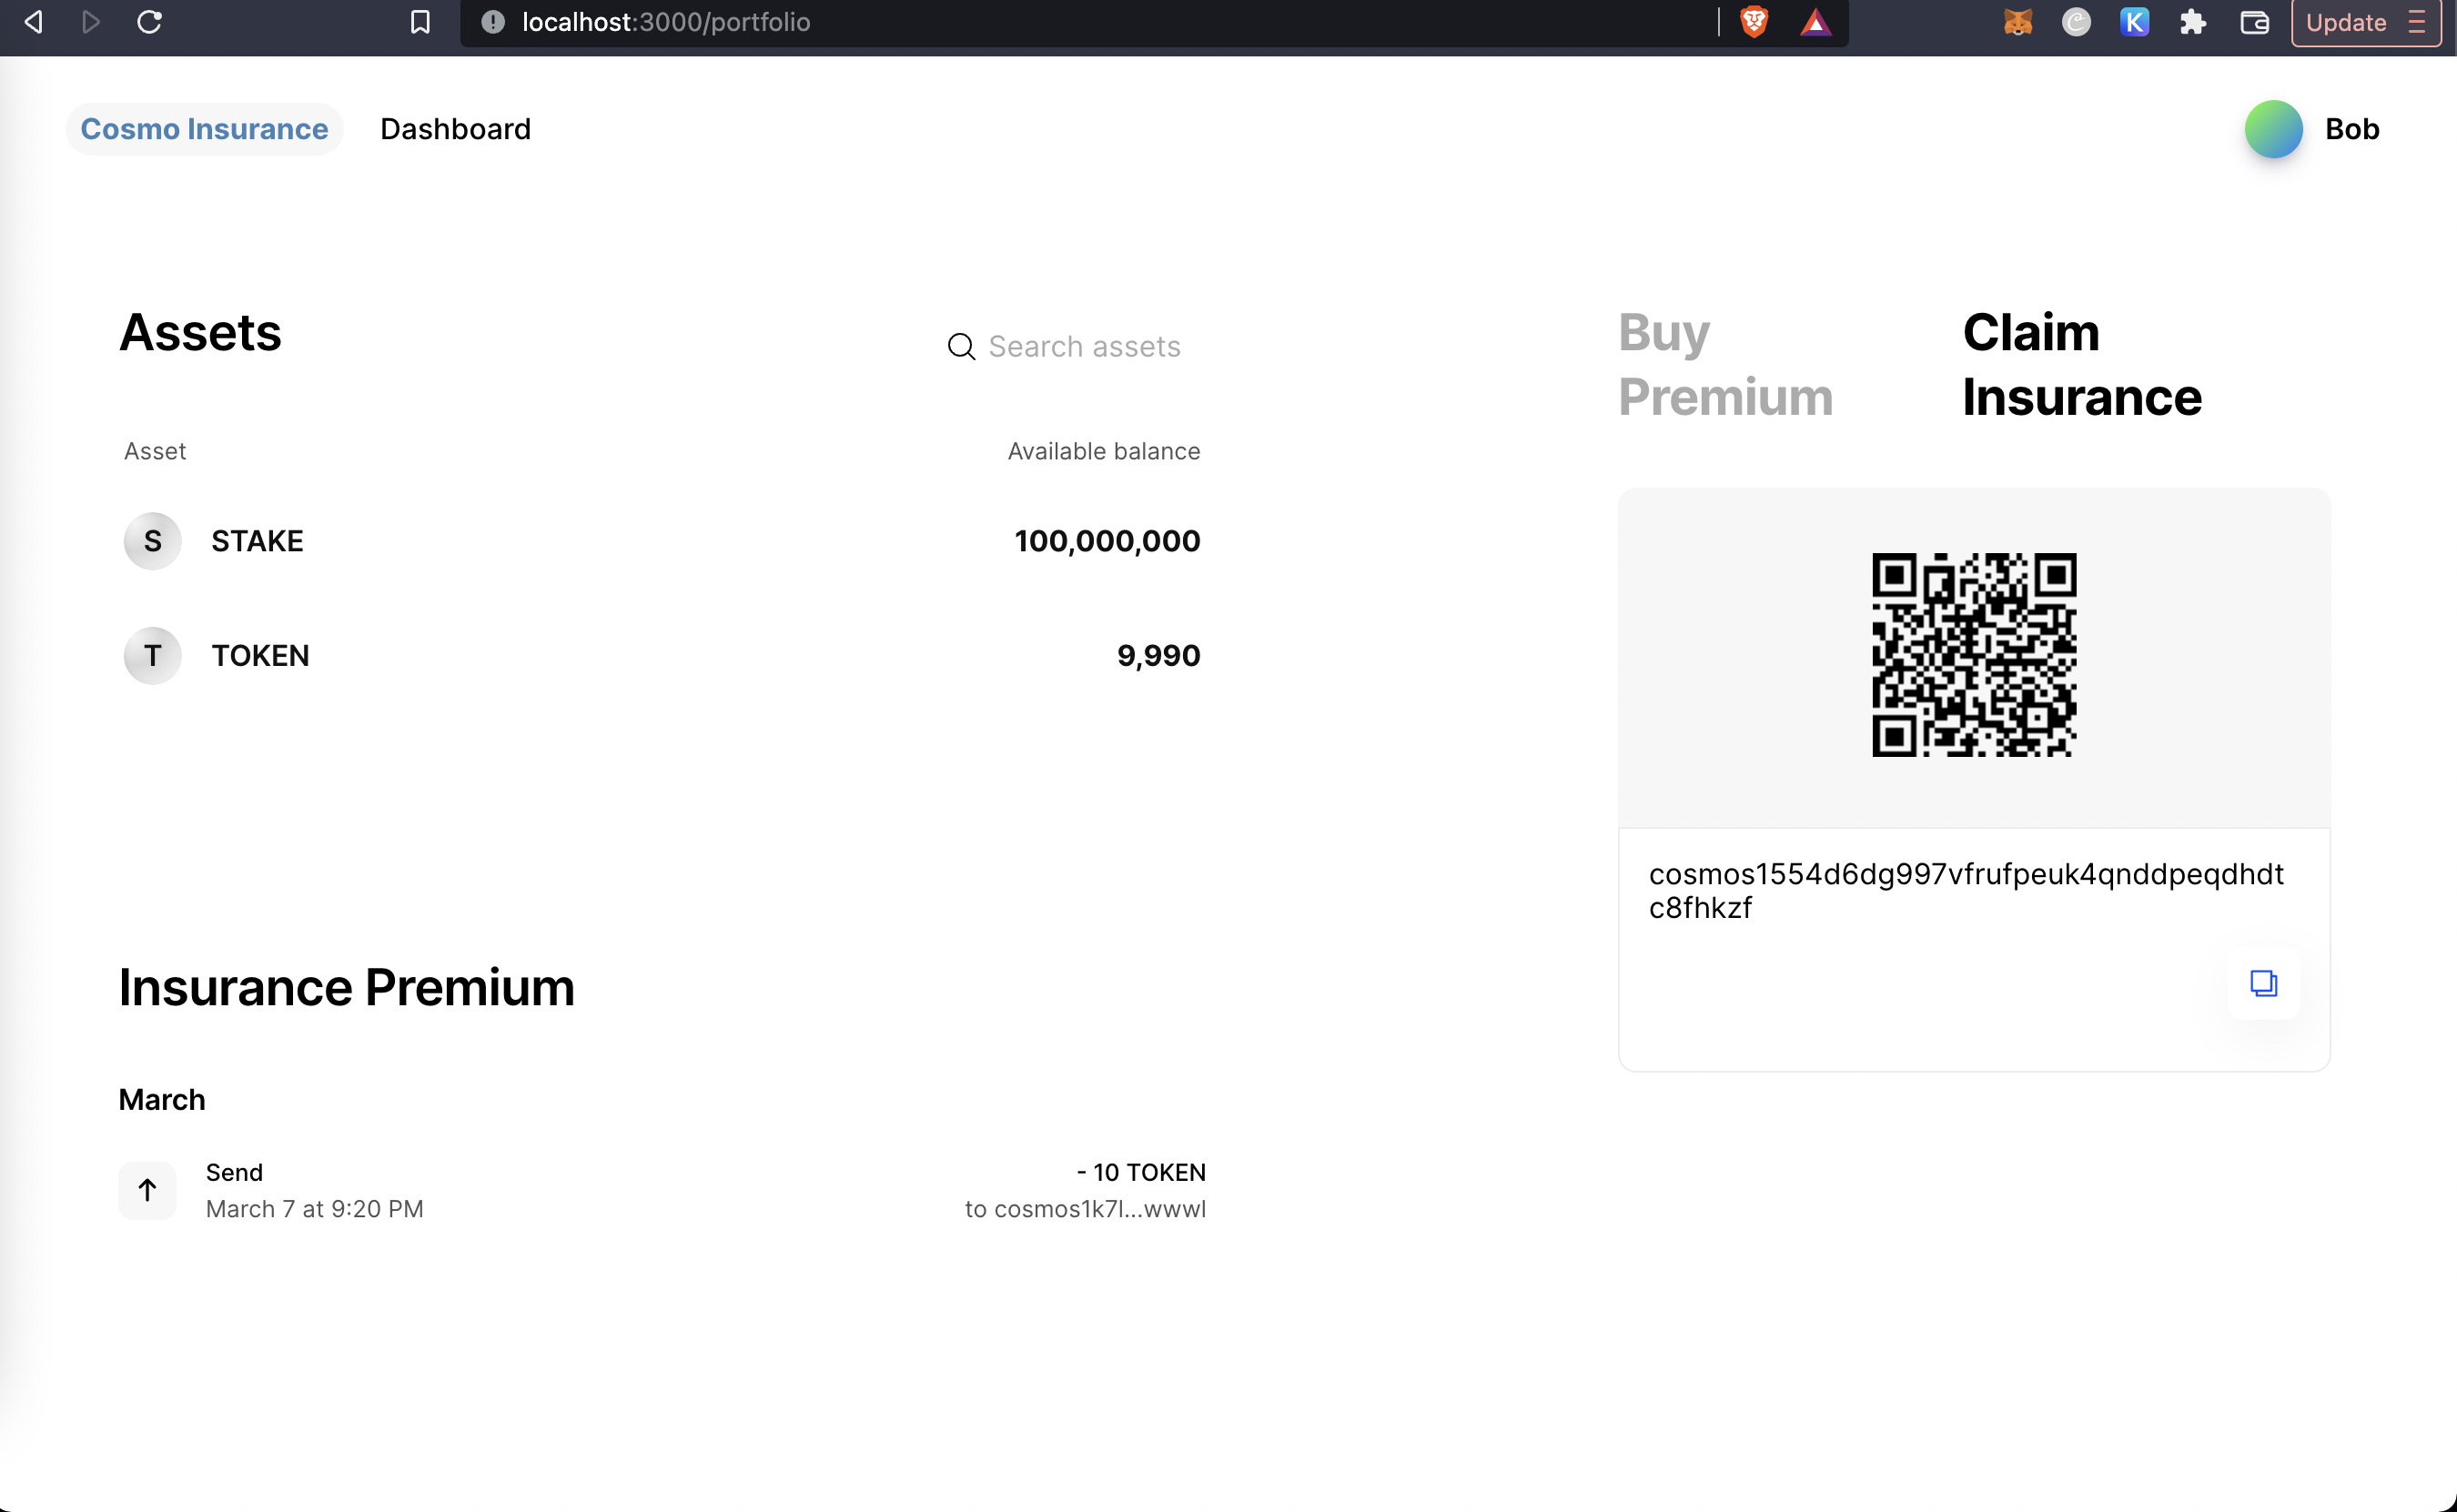 localhost:3000/portfolio
Update
Cosmo Insurance
Dashboard
Bob
Assets
Search assets
Asset
Available balance
S
STAKE
100,000,000
T
TOKEN
9,990
Buy
Premium
Claim
Insurance
cosmos1554d6dg997vfrufpeuk4qnddpeqdhdt
c8fhkzf
Insurance Premium
March
Send
- 10 TOKEN
March 7 at 9:20 PM
to cosmos1k7l...wwwl